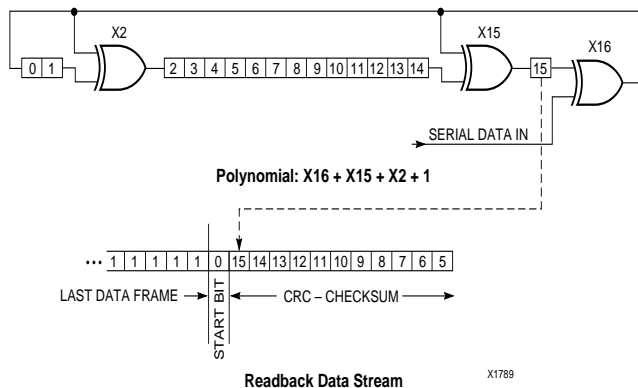 X2
X15
X16
0 1
2 3 4 5 6 7 8 9 10 11 12 13 14
15
SERIAL DATA IN
Polynomial: X16 + X15 + X2 + 1
••• 1 1 1 1 1 0 15 14 13 12 11 10 9 8 7 6 5
LAST DATA FRAME
START BIT
CRC – CHECKSUM
Readback Data Stream
X1789